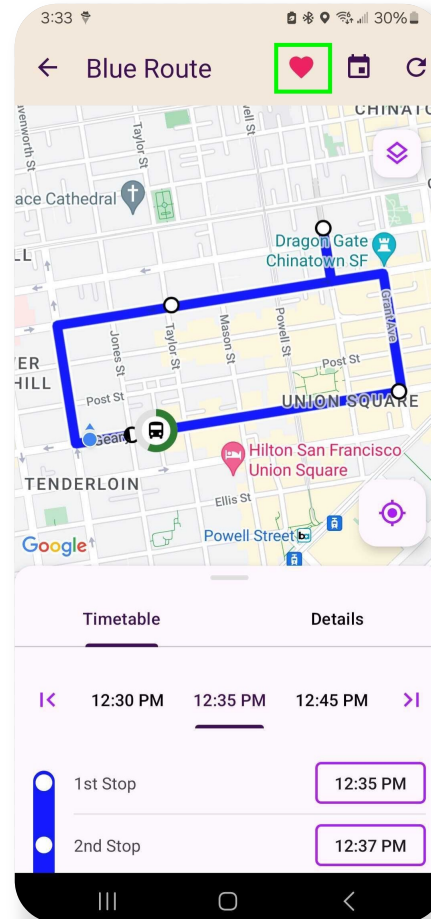 3:33
30%
Blue Route
CHINATO
Taylor St
ace Cathedral
Dragon Gate
Chinatown SF
Grant Ave
Jones St
Taylor St
Mason St
Powell St
Post St
HILL
Post St
UNION SQUARE
Gear
Hilton San Francisco
Union Square
TENDERLOIN
Ellis St
Powell Street
Google
Timetable
Details
12:30 PM
12:35 PM
12:45 PM
1st Stop
12:35 PM
2nd Stop
12:37 PM